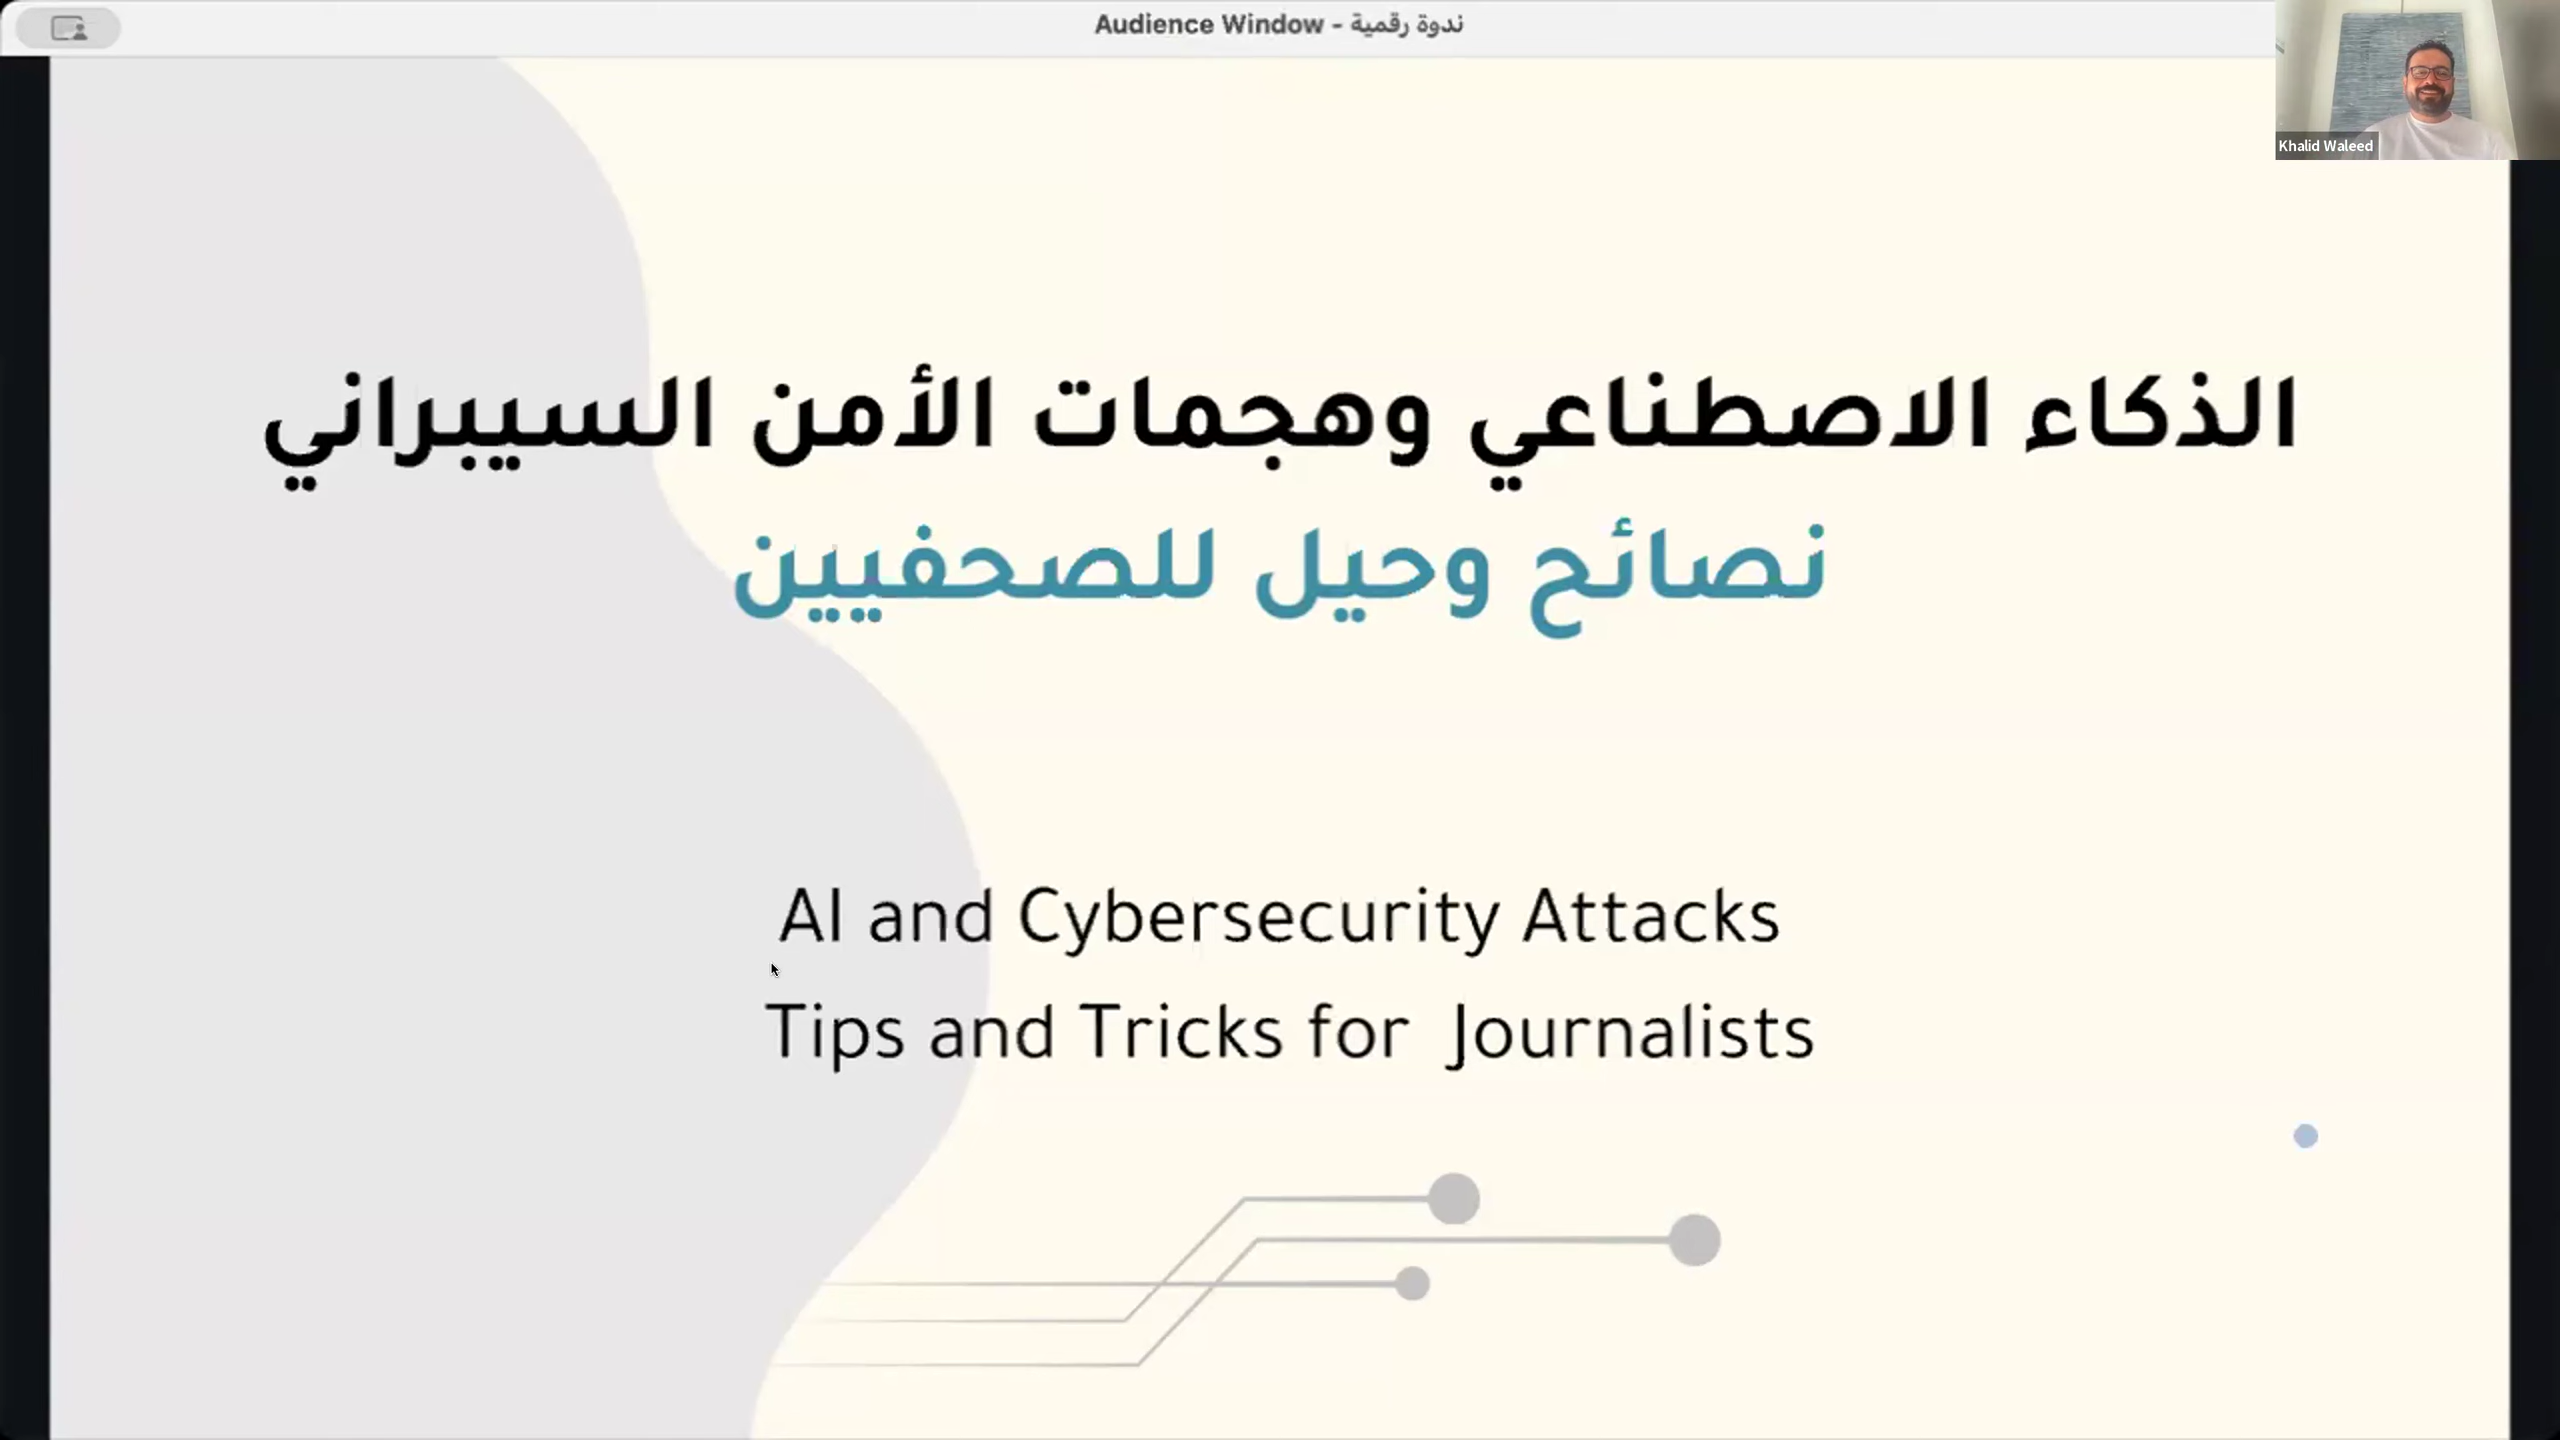 Audience Window - ندوة رقمية
Khalid Waleed
الذكاء الاصطناعي وهجمات الأمن السيبراني
نصائح وحيل للصحفيين
AI and Cybersecurity Attacks
Tips and Tricks for Journalists